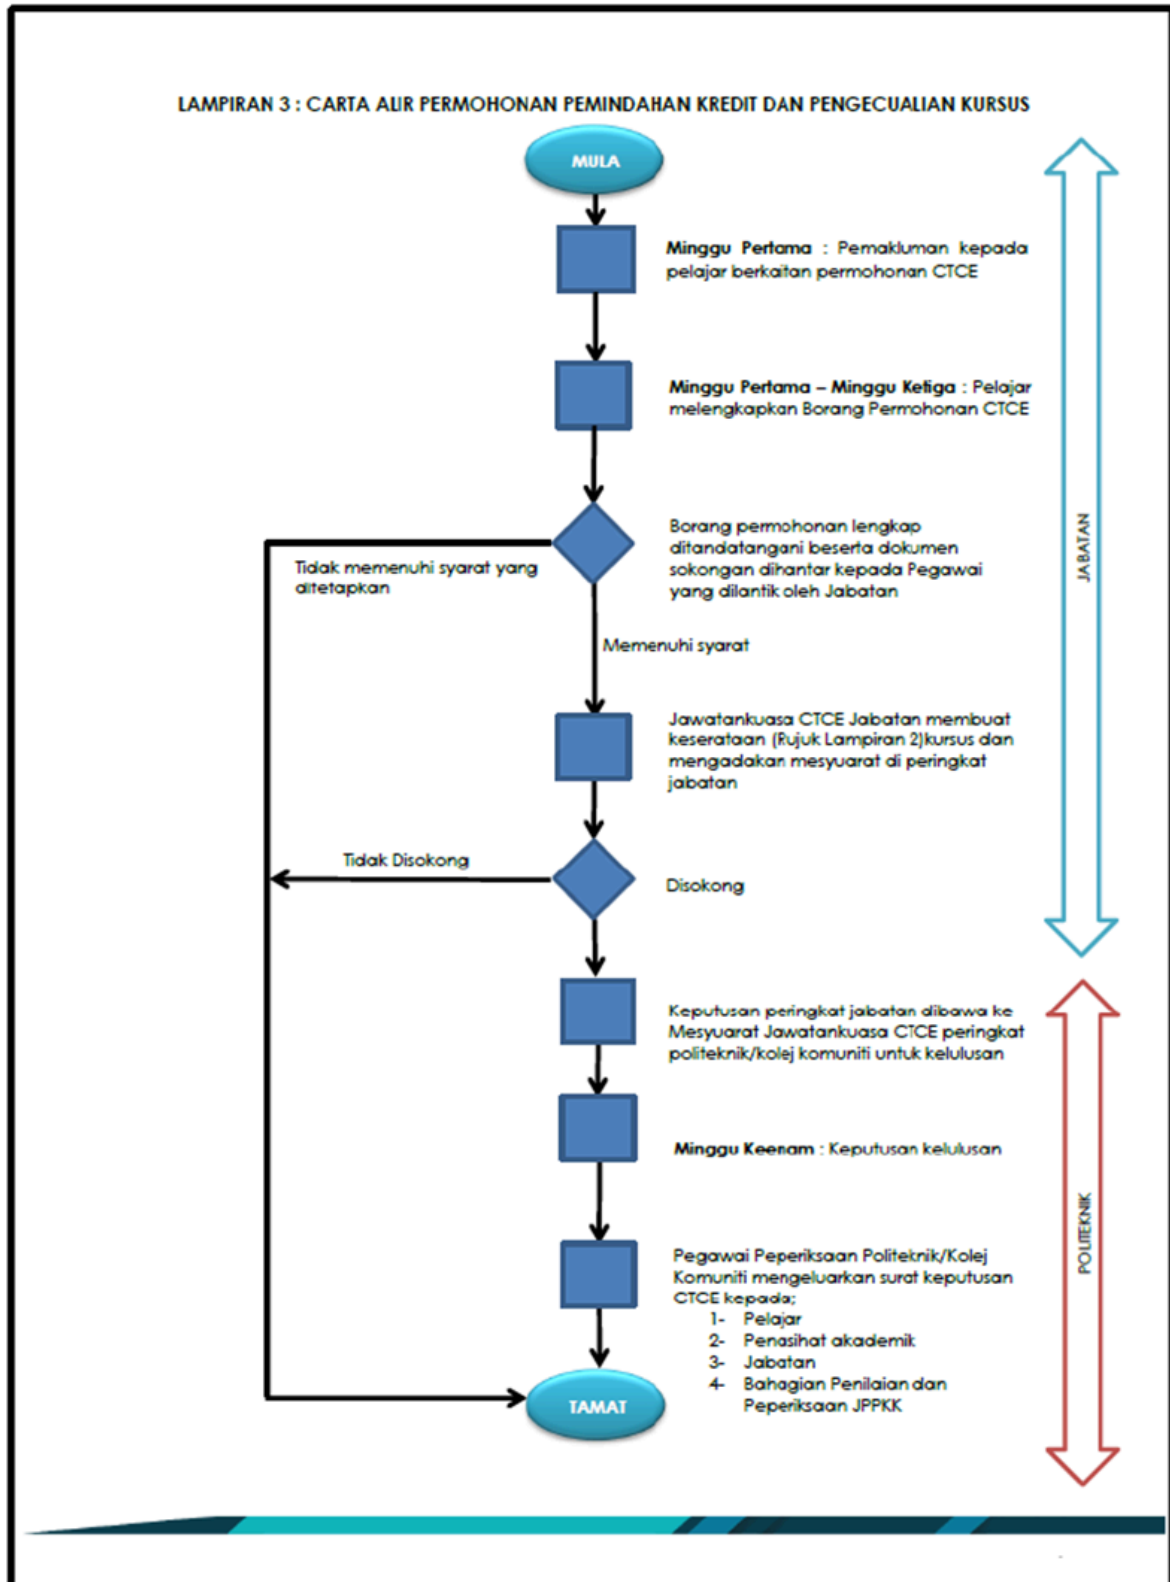 LAMPIRAN 3 : CARTA ALIR PERMOHONAN PEMINDAHAN KREDIT DAN PENGECUALIAN KURSUS
MULA
Minggu Pertama : Pemakluman kepada
pelajar berkaitan permohonan CTCE
Minggu Pertama – Minggu Ketiga : Pelajar
melengkapkan Borang Permohonan CTCE
Borang permohonan lengkap
ditandatangani beserta dokumen
sokongan dihantar kepada Pegawai
yang dilantik oleh Jabatan
Tidak memenuhi syarat yang
ditetapkan
Memenuhi syarat
Jawatankuasa CTCE Jabatan membuat
keserataan (Rujuk Lampiran 2)kursus dan
mengadakan mesyuarat di peringkat
jabatan
Tidak Disokong
Disokong
JABATAN
Keputusan peringkat jabatan dibawa ke
Mesyuarat Jawatankuasa CTCE peringkat
politeknik/kolej komuniti untuk kelulusan
Minggu Keenam : Keputusan kelulusan
Pegawai Peperiksaan Politeknik/Kolej
Komuniti mengeluarkan surat keputusan
CTCE kepada;
1- Pelajar
2- Penasihat akademik
3- Jabatan
4- Bahagian Penilaian dan
Peperiksaan JPPKK
TAMAT
POLITEKNIK